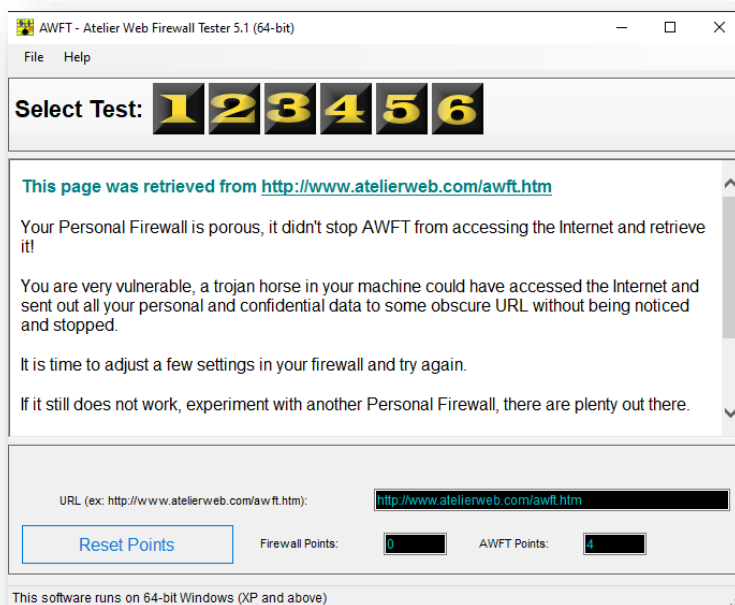 AWFT - Atelier Web Firewall Tester 5.1 (64-bit)
File Help
Select Test: 1 2 3 4 5 6
This page was retrieved from http://www.atelierweb.com/awft.htm
Your Personal Firewall is porous, it didn't stop AWFT from accessing the Internet and retrieve
it!
You are very vulnerable, a trojan horse in your machine could have accessed the Internet and
sent out all your personal and confidential data to some obscure URL without being noticed
and stopped.
It is time to adjust a few settings in your firewall and try again.
If it still does not work, experiment with another Personal Firewall, there are plenty out there.
URL (ex: http://www.atelierweb.com/awft.htm): http://www.atelierweb.com/awft.htm
Reset Points Firewall Points: 0 AWFT Points: 4
This software runs on 64-bit Windows (XP and above)